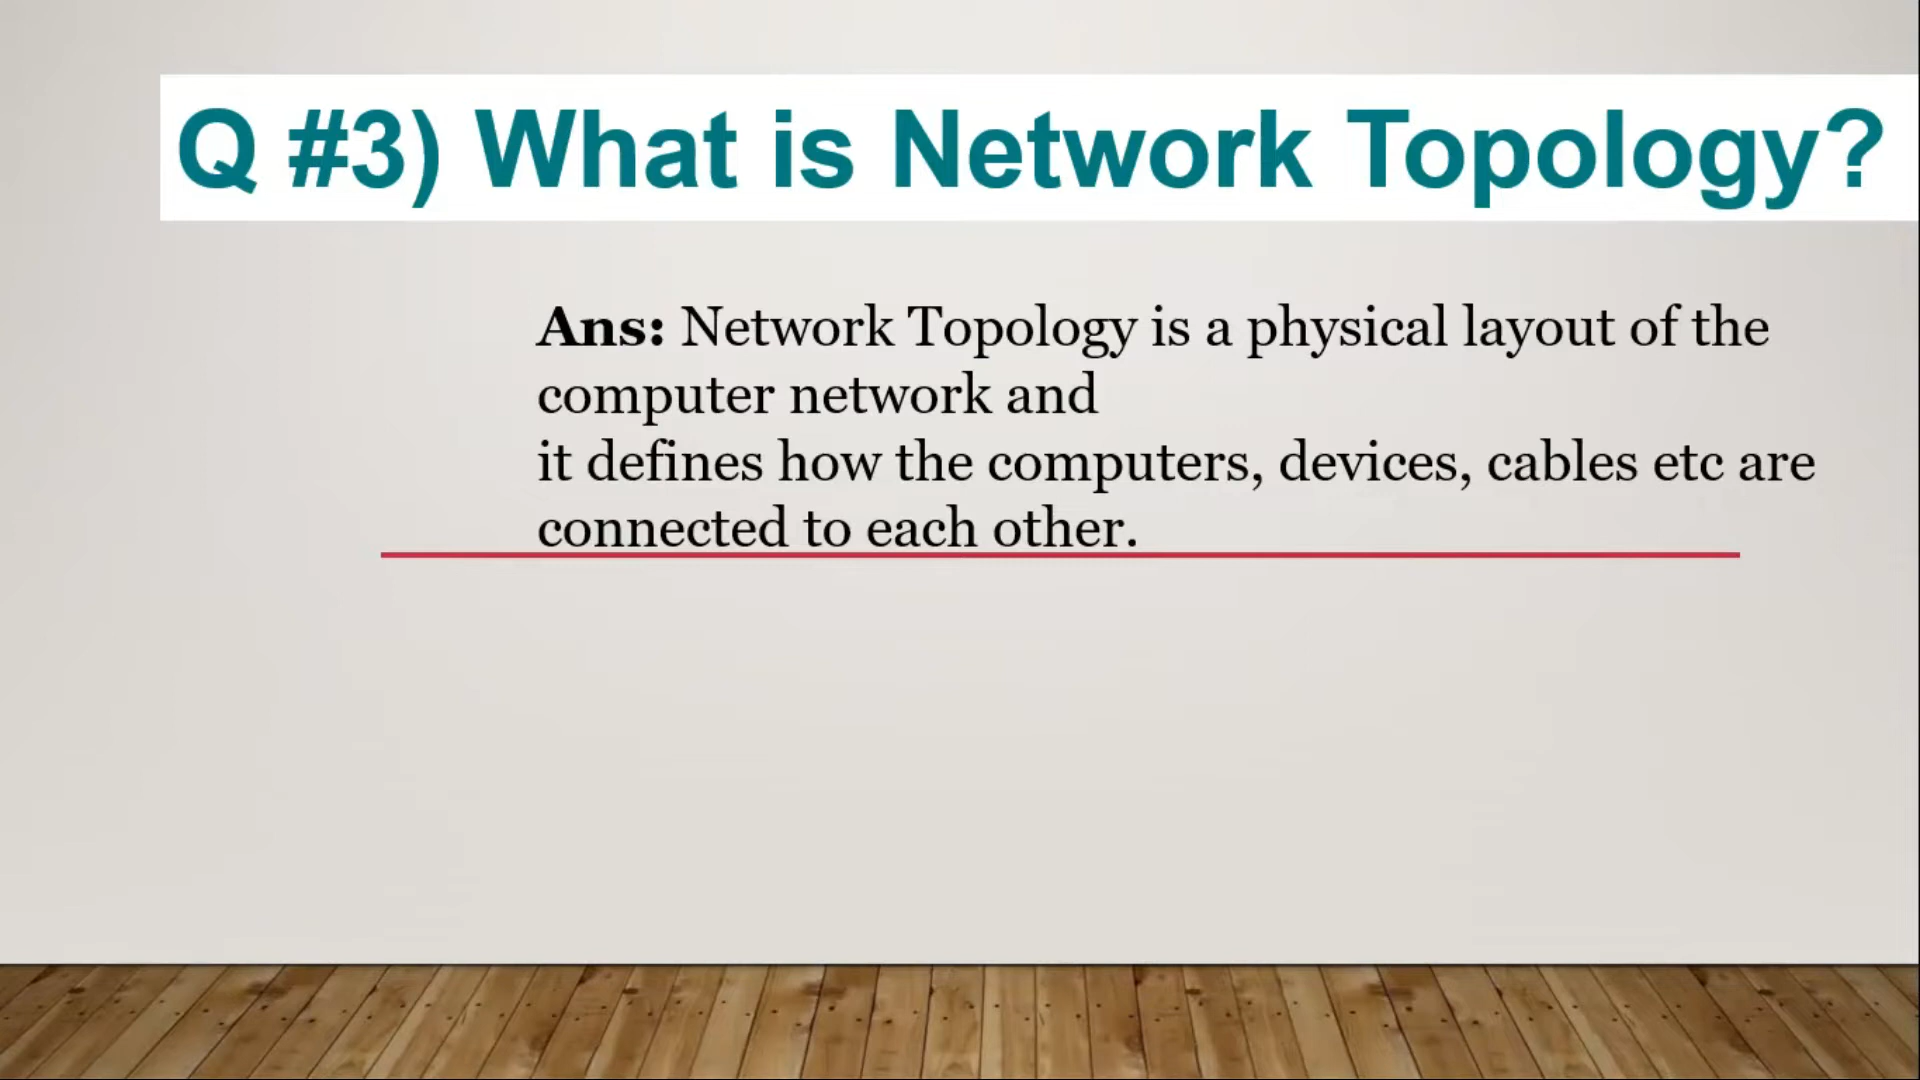 Q #3) What is Network Topology?
Ans: Network Topology is a physical layout of the
computer network and
it defines how the computers, devices, cables etc are
connected to each other.